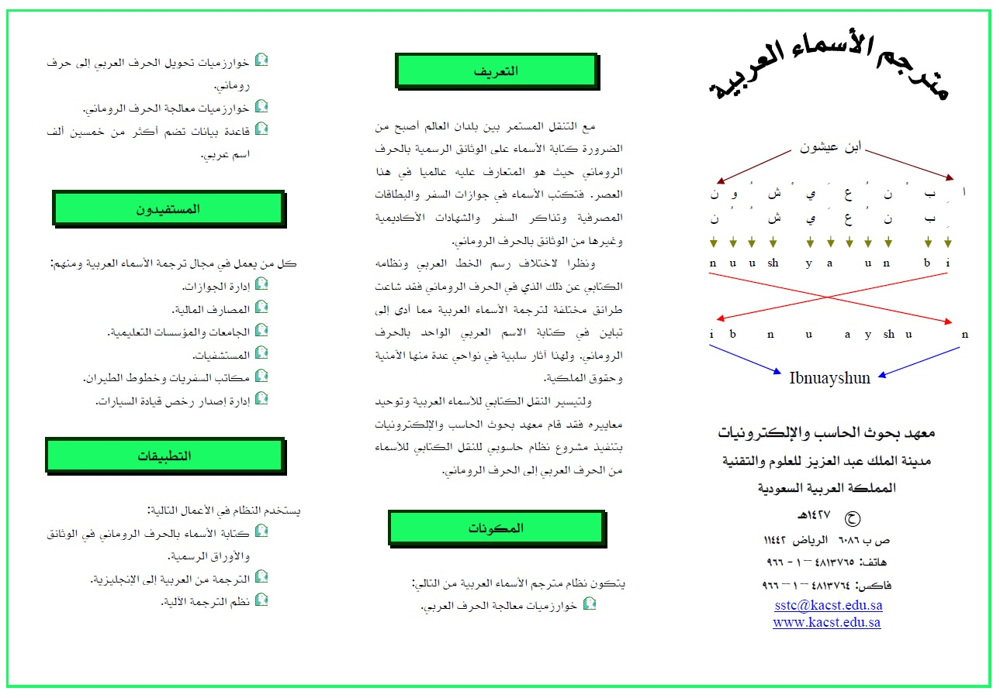 مترجم الأسماء العربية
ابن عيشون
ا ِ ب ْ ن ُ ع َ ي ْ ش ُ و ن
ِ ب ن ُ ع َ ي ش ُ ُ ن
n u u sh y a u n b i
i b n u a y sh u n
Ibnuayshun
معهد بحوث الحاسب والإلكترونيات
مدينة الملك عبد العزيز للعلوم والتقنية
المملكة العربية السعودية
ح ١٤٢٧هـ
ص ب ٦٠٨٦ الرياض ١١٤٤٢
هاتف: ٤٨١٣٧٦٥ – ١ - ٩٦٦
فاكس: ٤٨١٣٧٦٤ – ١ – ٩٦٦
sstc@kacst.edu.sa
www.kacst.edu.sa
التعريف
مع التنقل المستمر بين بلدان العالم أصبح من
الضرورة كتابة الأسماء على الوثائق الرسمية بالحرف
الروماني حيث هو المتعارف عليه عالميا في هذا
العصر. فتكتب الأسماء في جوازات السفر والبطاقات
المصرفية وتذاكر السفر والشهادات الأكاديمية
وغيرها من الوثائق بالحرف الروماني.
ونظرا لاختلاف رسم الخط العربي ونظامه
الكتابي عن ذلك الذي في الحرف الروماني فقد شاعت
طرائق مختلفة لترجمة الأسماء العربية مما أدى إلى
تباين في كتابة الاسم العربي الواحد بالحرف
الروماني. ولهذا آثار سلبية في نواحي عدة منها الأمنية
وحقوق الملكية.
ولتيسير النقل الكتابي للأسماء العربية وتوحيد
معاييره فقد قام معهد بحوث الحاسب والإلكترونيات
بتنفيذ مشروع نظام حاسوبي للنقل الكتابي للأسماء
من الحرف العربي إلى الحرف الروماني.
المكونات
يتكون نظام مترجم الأسماء العربية من التالي:
خوارزميات معالجة الحرف العربي.
خوارزميات تحويل الحرف العربي إلى حرف
روماني.
خوارزميات معالجة الحرف الروماني.
قاعدة بيانات تضم أكثر من خمسين ألف
اسم عربي.
المستفيدون
كل من يعمل في مجال ترجمة الأسماء العربية ومنهم:
إدارة الجوازات.
المصارف المالية.
الجامعات والمؤسسات التعليمية.
المستشفيات.
مكاتب السفريات وخطوط الطيران.
إدارة إصدار رخص قيادة السيارات.
التطبيقات
يستخدم النظام في الأعمال التالية:
كتابة الأسماء بالحرف الروماني في الوثائق
والأوراق الرسمية.
الترجمة من العربية إلى الإنجليزية.
نظم الترجمة الآلية.